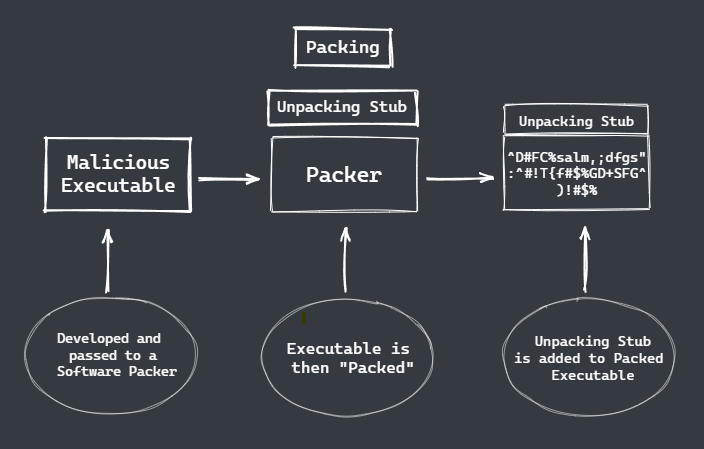 Packing
Unpacking Stub
Malicious
Executable
Packer
Unpacking Stub
^D#FC%salm,;dfgs"
:^#!T{f#$%GD+SFG^
)!#$%
Developed and
passed to a
Software Packer
Executable is
then "Packed"
Unpacking Stub
is added to Packed
Executable